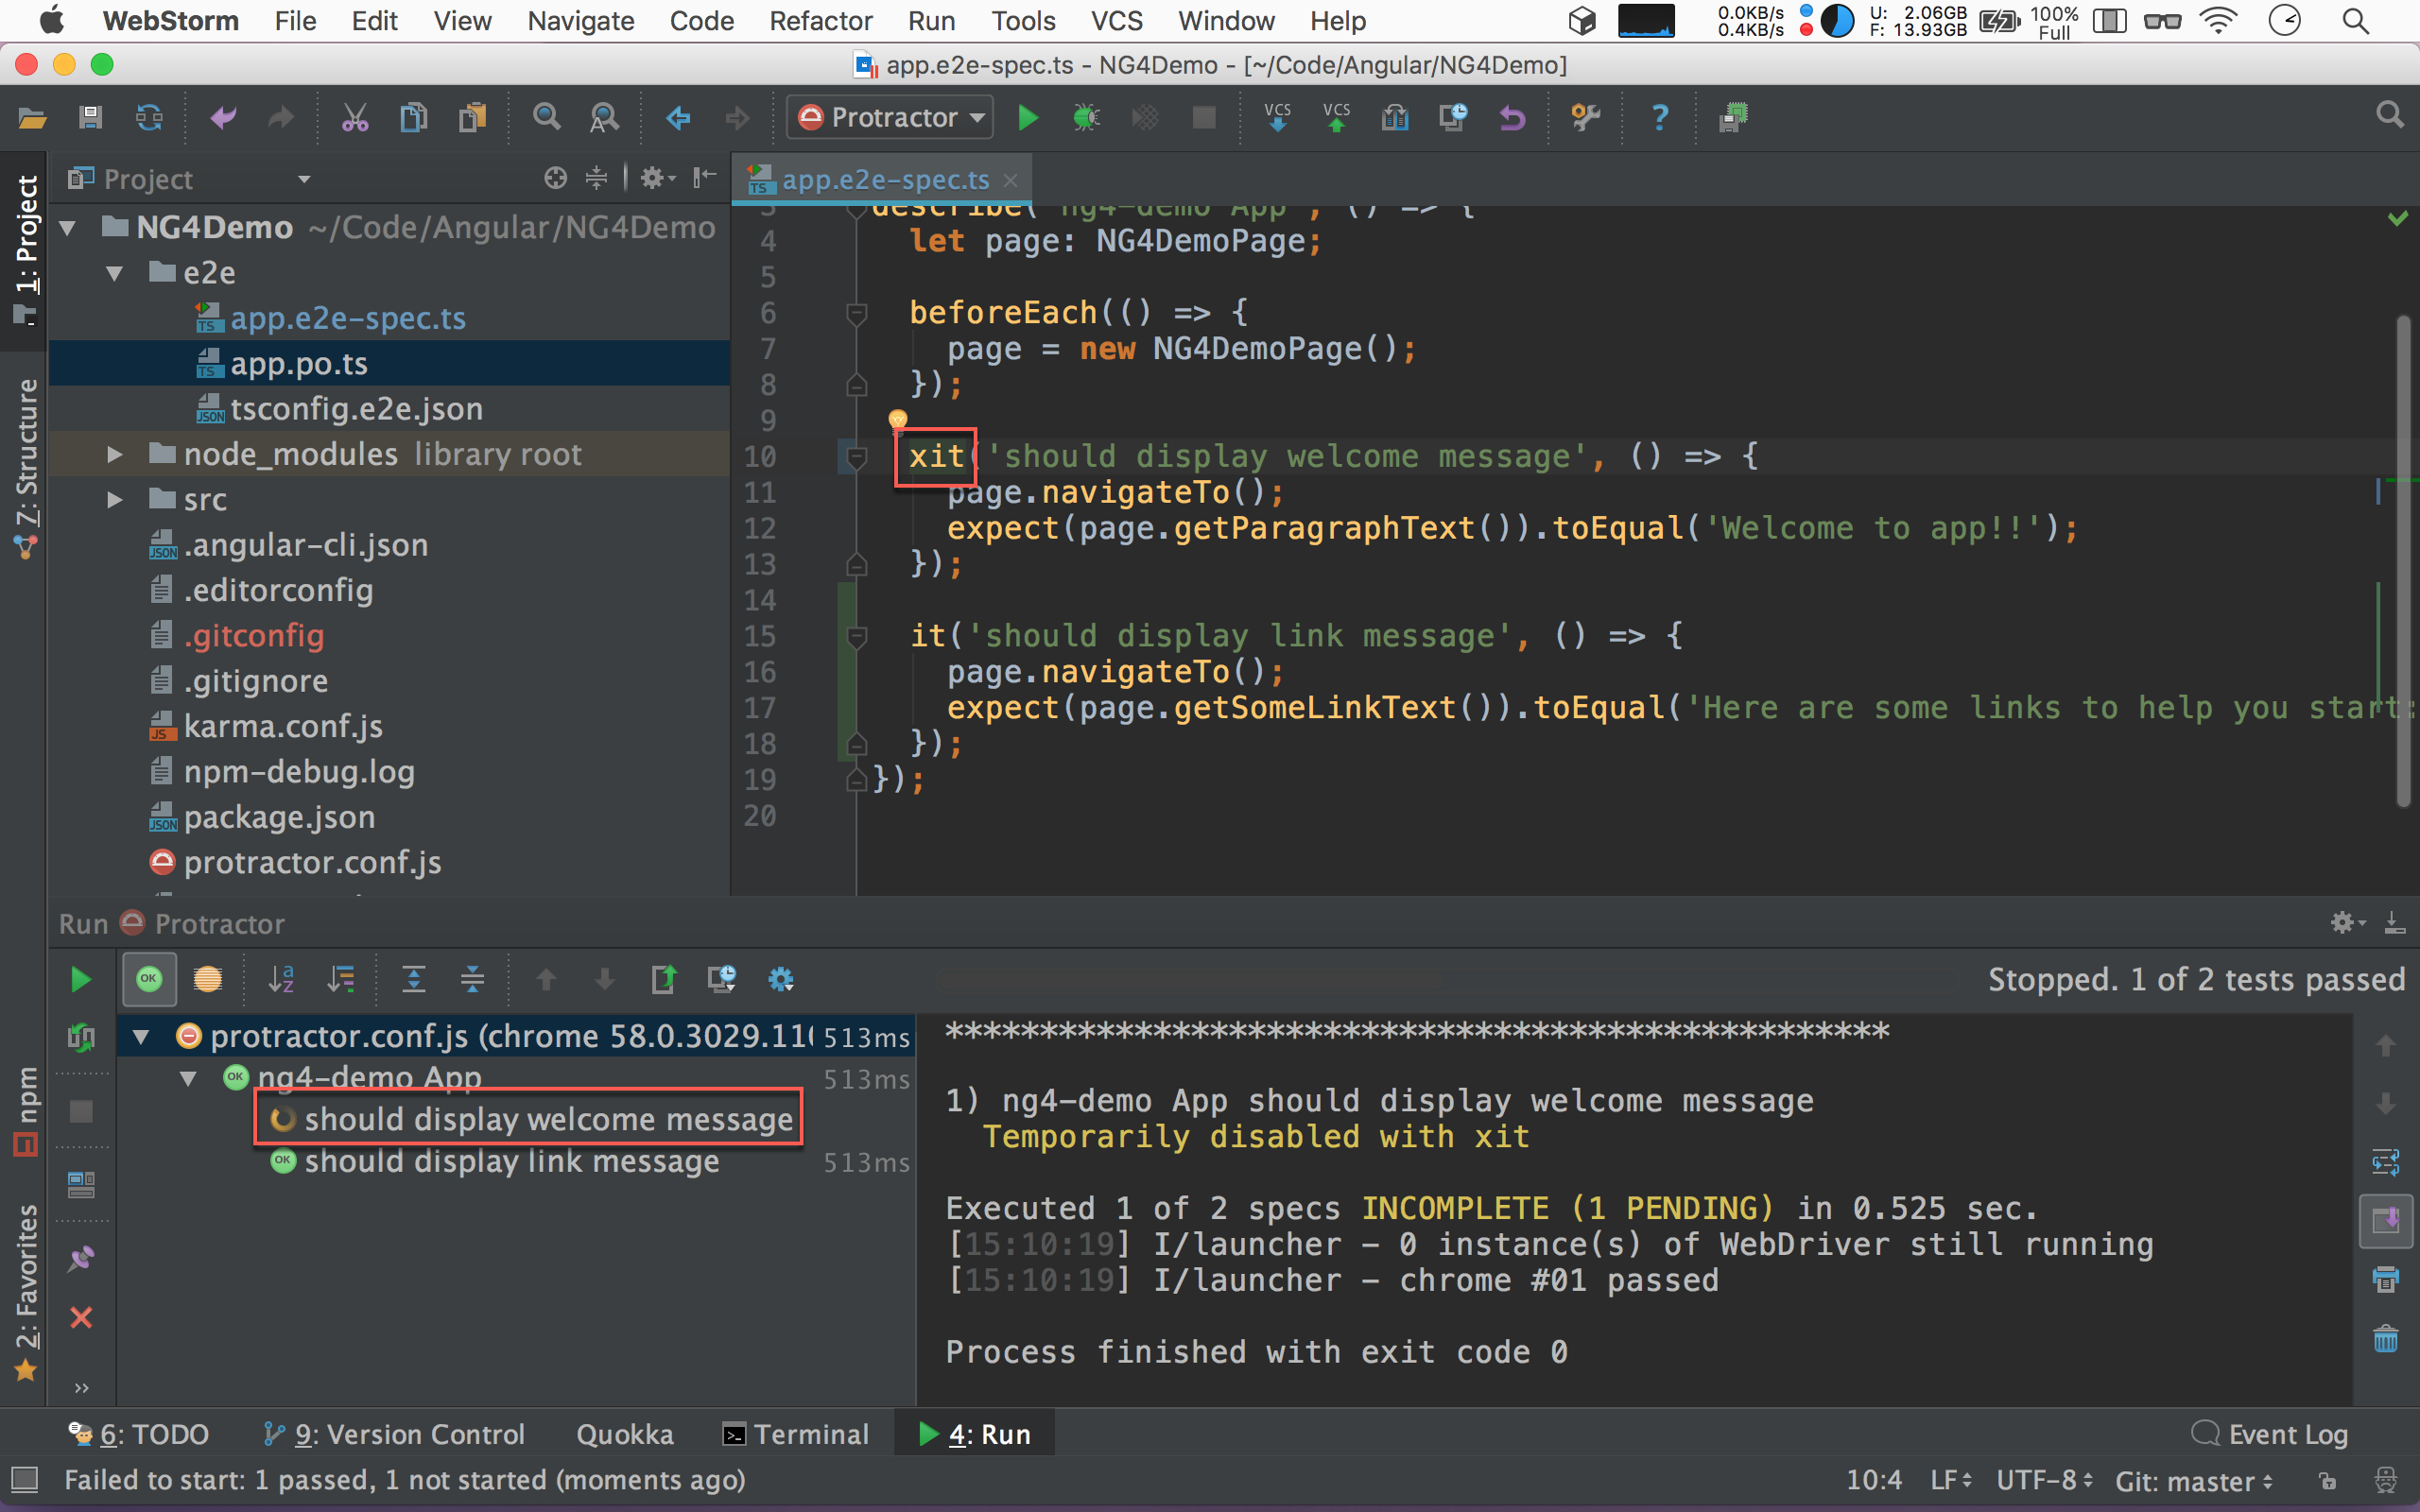 WebStorm File Edit View Navigate Code Refactor Run Tools VCS Window Help 0.0KB/s 0.4KB/s U: 2.06GB F: 13.93GB 100% Full
app.e2e-spec.ts - NG4Demo - [~/Code/Angular/NG4Demo]
Protractor VCS VCS ?
1: Project
Project
NG4Demo ~/Code/Angular/NG4Demo
e2e
app.e2e-spec.ts
app.po.ts
tsconfig.e2e.json
node_modules library root
src
.angular-cli.json
.editorconfig
.gitconfig
.gitignore
karma.conf.js
npm-debug.log
package.json
protractor.conf.js
Z: Structure
app.e2e-spec.ts
3 describe('ng4-demo App', () => {
4 let page: NG4DemoPage;
5
6 beforeEach(() => {
7 page = new NG4DemoPage();
8 });
9
10 xit('should display welcome message', () => {
11 page.navigateTo();
12 expect(page.getParagraphText()).toEqual('Welcome to app!!');
13 });
14
15 it('should display link message', () => {
16 page.navigateTo();
17 expect(page.getSomeLinkText()).toEqual('Here are some links to help you start:
18 });
19 });
20
Run Protractor
Stopped. 1 of 2 tests passed
npm
2: Favorites
protractor.conf.js (chrome 58.0.3029.110 513ms
OK ng4-demo App 513ms
should display welcome message
OK should display link message 513ms
**************************************************
1) ng4-demo App should display welcome message
Temporarily disabled with xit
Executed 1 of 2 specs INCOMPLETE (1 PENDING) in 0.525 sec.
[15:10:19] I/launcher - 0 instance(s) of WebDriver still running
[15:10:19] I/launcher - chrome #01 passed
Process finished with exit code 0
6: TODO 9: Version Control Quokka Terminal 4: Run Event Log
Failed to start: 1 passed, 1 not started (moments ago) 10:4 LF UTF-8 Git: master